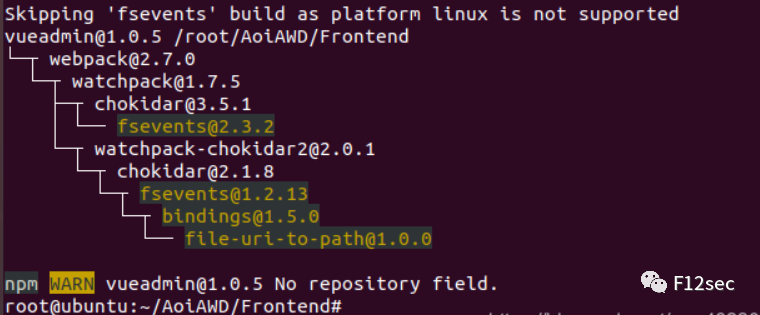 Skipping 'fsevents' build as platform linux is not supported
vueadmin@1.0.5 /root/AoiAWD/Frontend
└─┬ webpack@2.7.0
  └─┬ watchpack@1.7.5
    ├─┬ chokidar@3.5.1
    │ └── fsevents@2.3.2
    └─┬ watchpack-chokidar2@2.0.1
      └─┬ chokidar@2.1.8
        └─┬ fsevents@1.2.13
          └─┬ bindings@1.5.0
            └── file-uri-to-path@1.0.0
npm WARN vueadmin@1.0.5 No repository field.
F12sec
root@ubuntu:~/AoiAWD/Frontend#